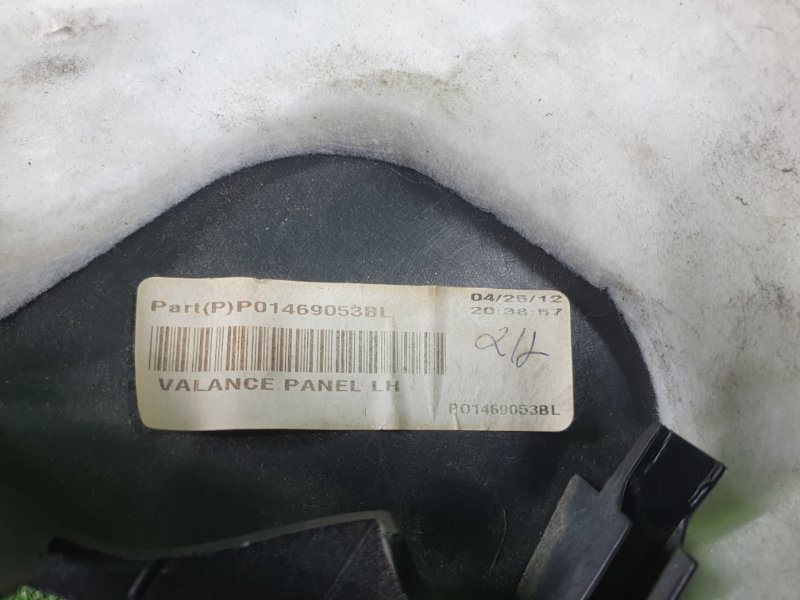 Part(P)P01469053BL
04/25/12
20:38:57
VALANCE PANEL LH
P01469053BL